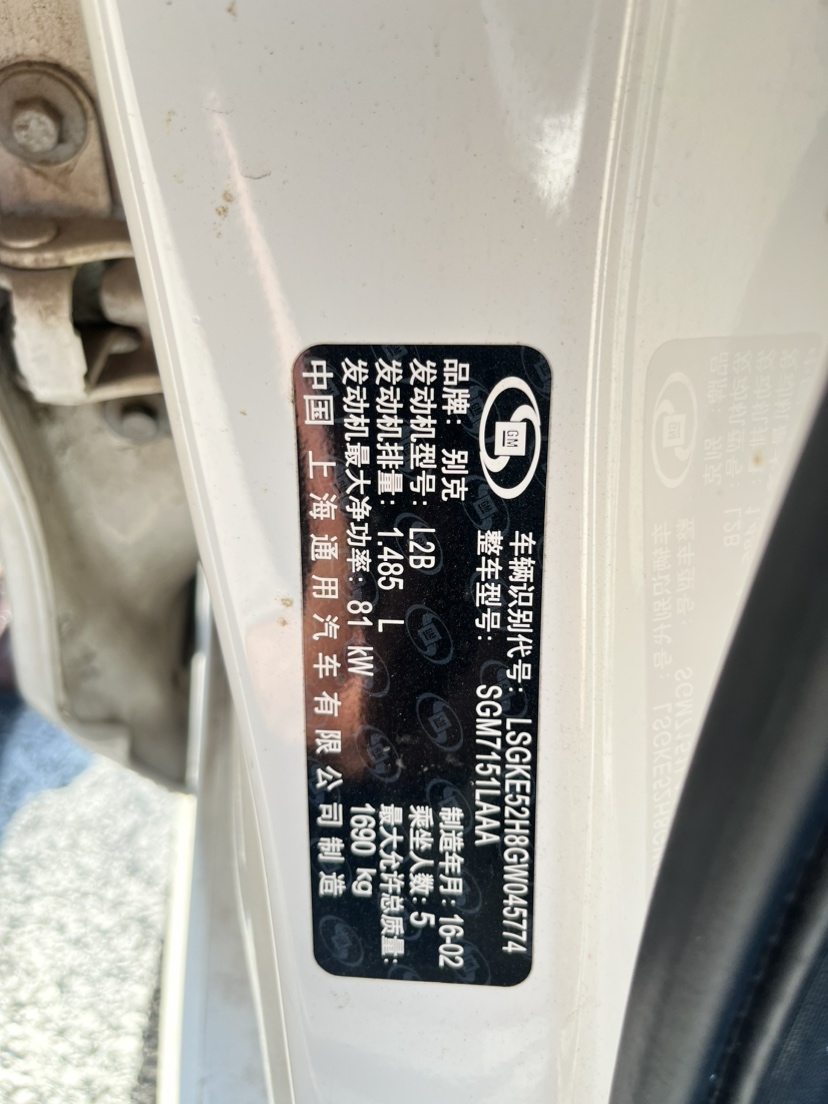 GM
车辆识别代号: LSGKE52H8GW045774
整车型号: SGM7151LAAA
品牌: 别克 制造年月: 16-02
发动机型号: L2B 乘坐人数: 5
发动机排量: 1.485 L 最大允许总质量:
发动机最大净功率: 81 kW 1690 kg
中国 上海通用汽车有限公司制造